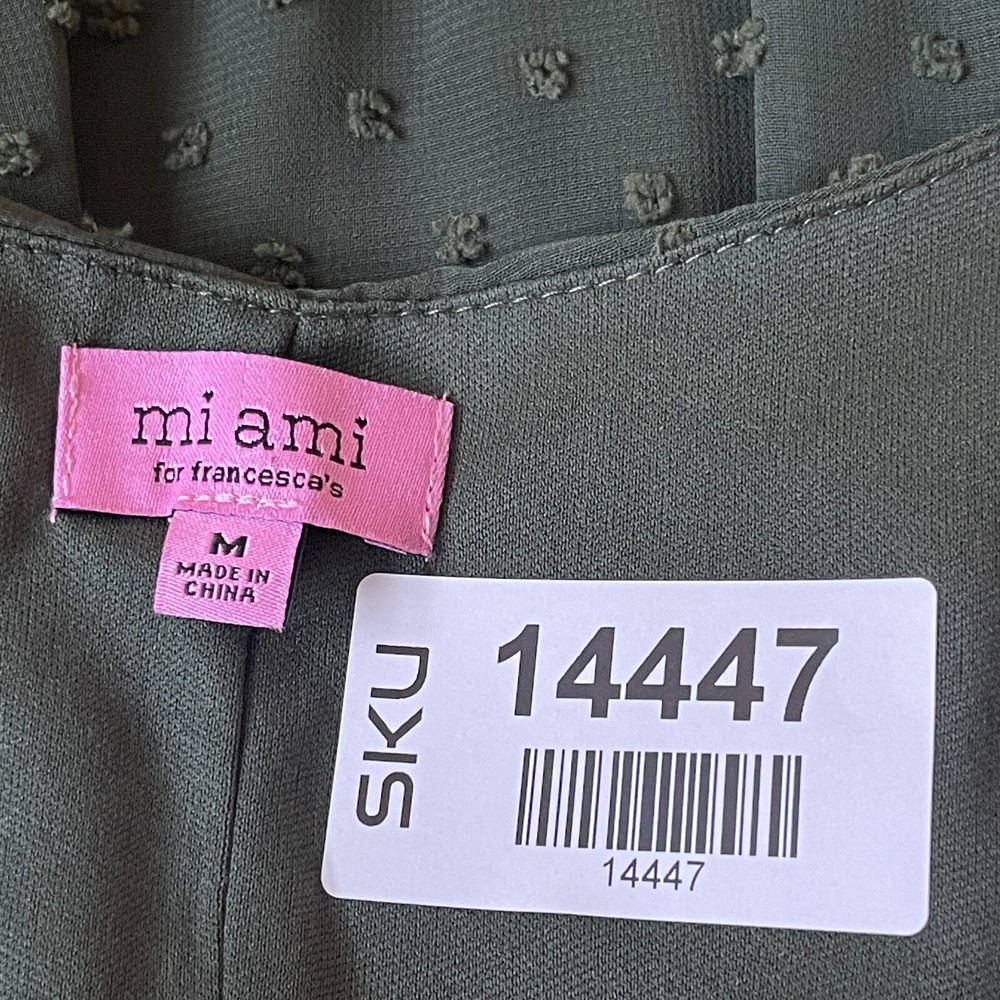 mi ami
for francesca's
M
MADE IN
CHINA
SKU
14447
14447